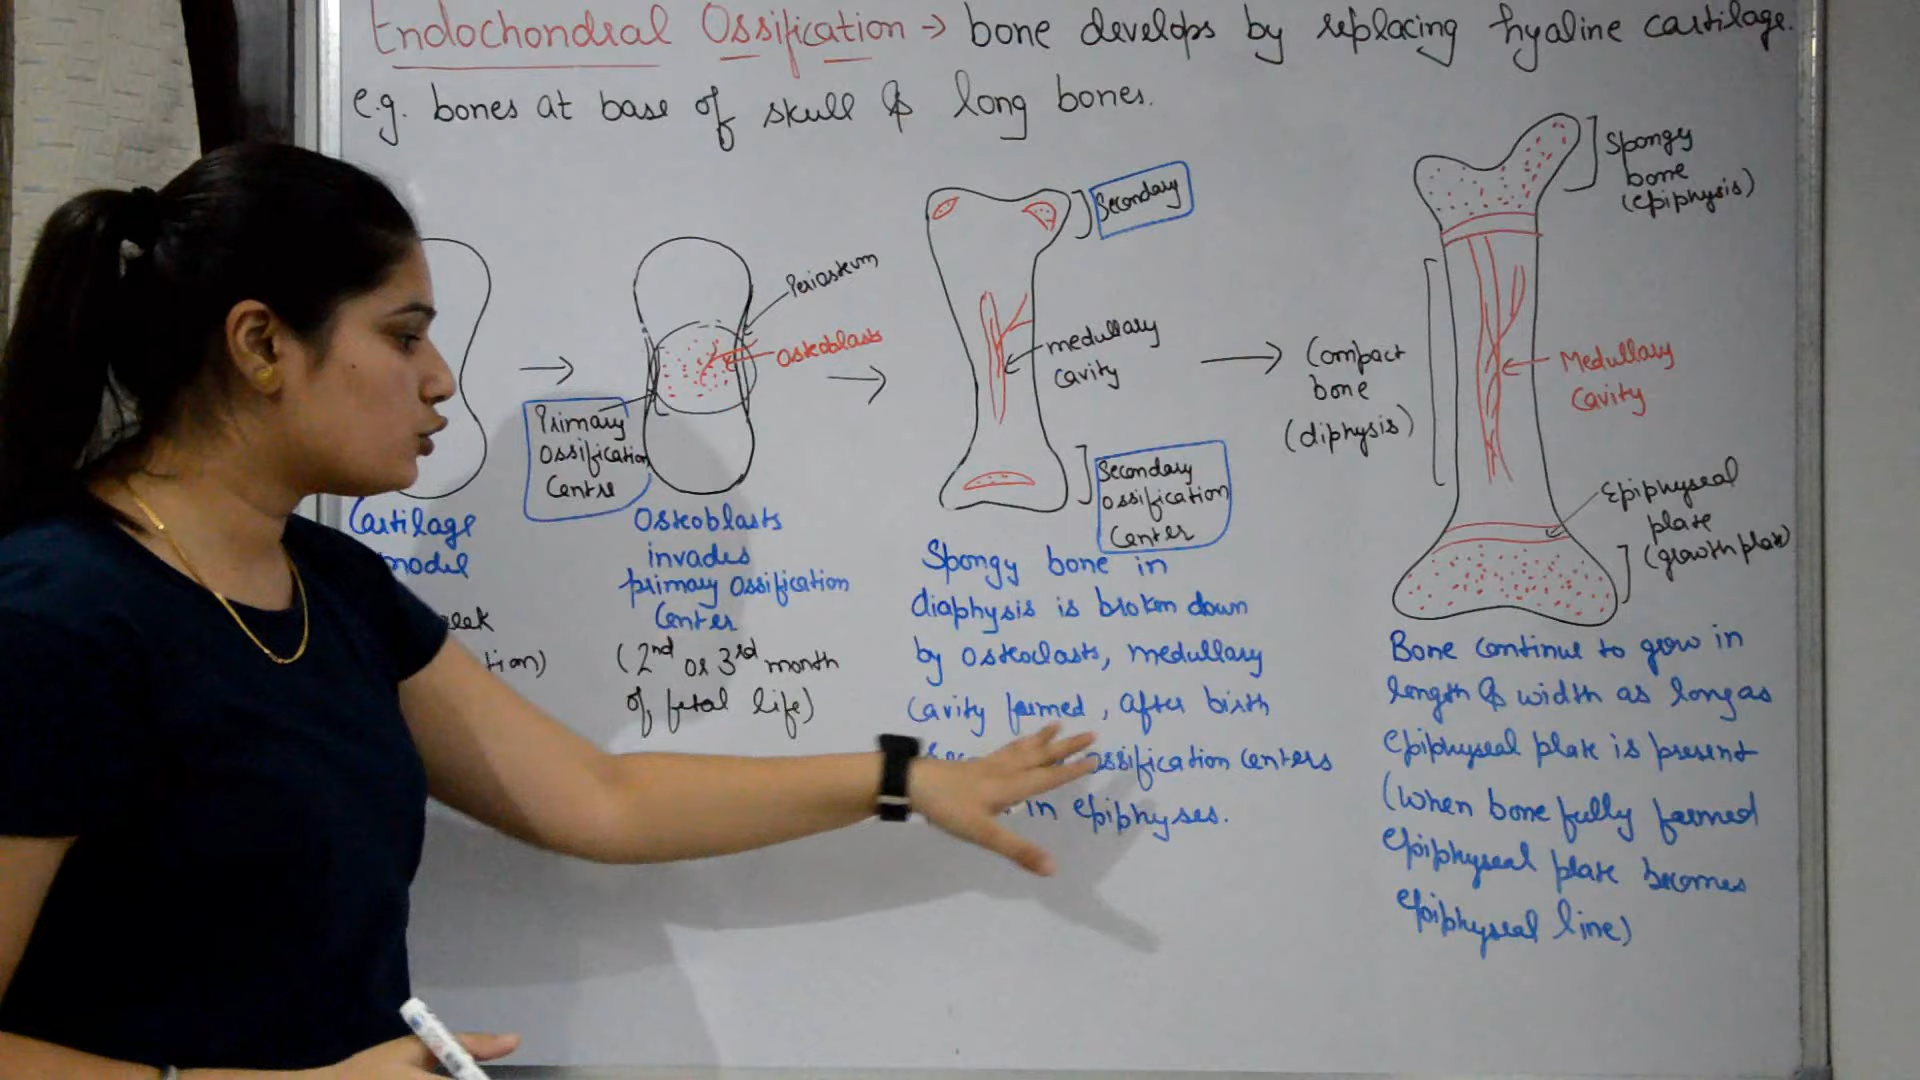 Endochondral Ossification → bone develops by replacing hyaline cartilage.
e.g. bones at base of skull & long bones.
Periosteum
Osteoblasts
Primary
Ossification
Centre
Cartilage
model
Osteoblasts
invades
primary ossification
Center
(2nd or 3rd month
of fetal life)
Secondary
medullary
cavity
Secondary
ossification
Center
Spongy bone in
diaphysis is broken down
by osteoclasts, medullary
cavity formed, after birth
ossification centers
in epiphyses.
Spongy
bone
(epiphysis)
Compact
bone
(diphysis)
Medullary
Cavity
Epiphyseal
plate
(growth plate)
Bone continue to grow in
length & width as long as
epiphyseal plate is present
(When bone fully formed
epiphyseal plate becomes
epiphyseal line)